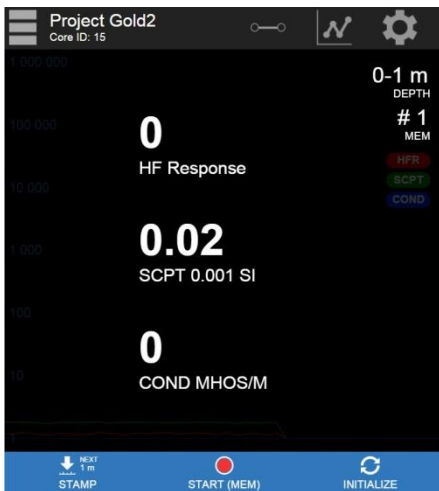 Project Gold2
Core ID: 15
1 000 000
0-1 m
DEPTH
100 000
# 1
MEM
0
HF Response
HFR
SCPT
COND
10 000
0.02
SCPT 0.001 SI
1 000
100
0
COND MHOS/M
10
1
NEXT
1 m
STAMP
START (MEM)
INITIALIZE